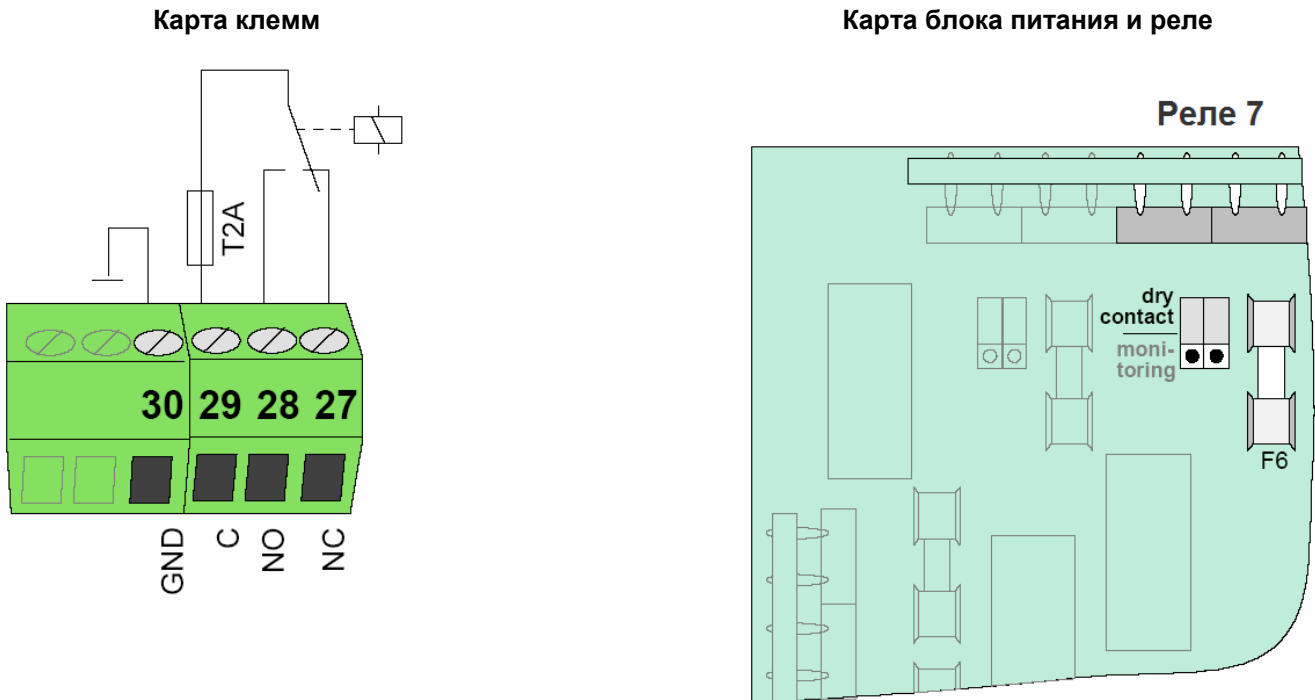 Карта клемм
Карта блока питания и реле
T2A
30 29 28 27
GND
C
NO
NC
Реле 7
dry
contact
moni-
toring
F6